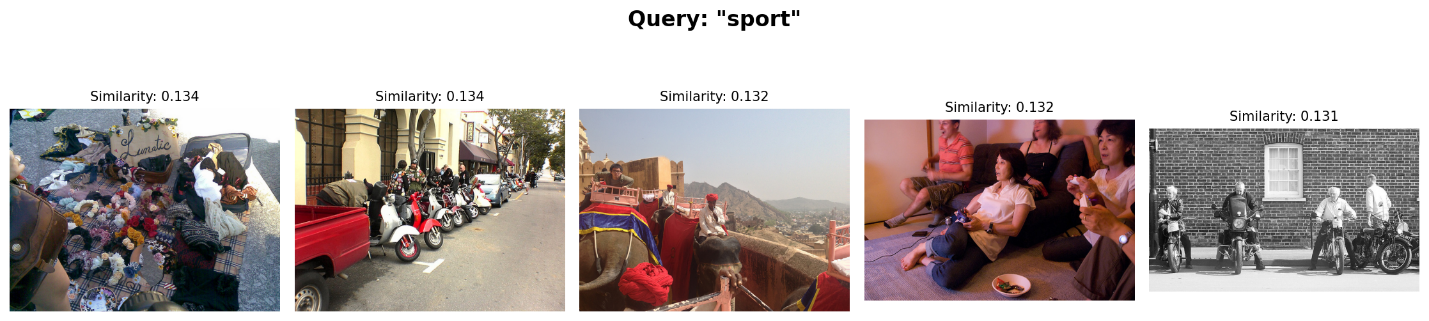 Query: "sport"
Similarity: 0.134
Similarity: 0.134
Similarity: 0.132
Similarity: 0.132
Similarity: 0.131
Lunatic